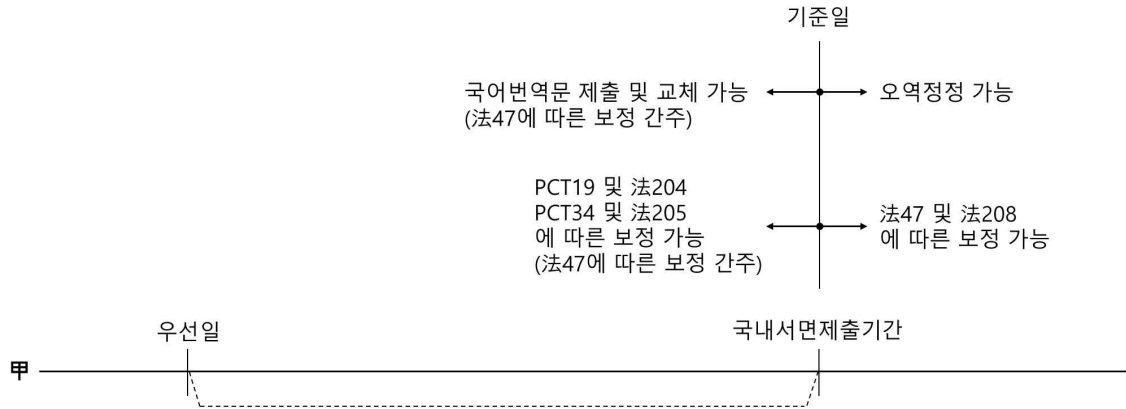 기준일
국어번역문 제출 및 교체 가능
(法47에 따른 보정 간주)
오역정정 가능
PCT19 및 法204
PCT34 및 法205
에 따른 보정 가능
(法47에 따른 보정 간주)
法47 및 法208
에 따른 보정 가능
우선일
국내서면제출기간
甲